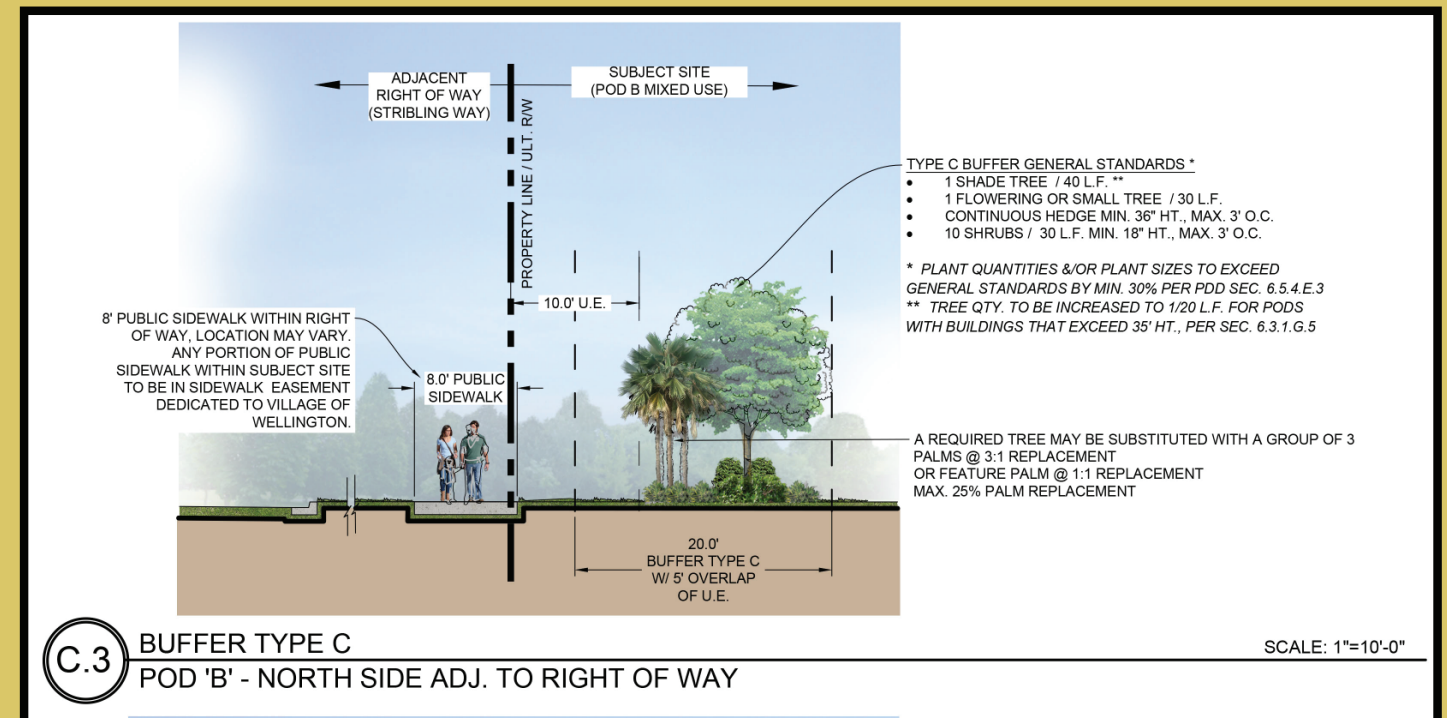 ADJACENT
RIGHT OF WAY
(STRIBLING WAY)
SUBJECT SITE
(POD B MIXED USE)
PROPERTY LINE / ULT. R/W
TYPE C BUFFER GENERAL STANDARDS *
• 1 SHADE TREE / 40 L.F. **
• 1 FLOWERING OR SMALL TREE / 30 L.F.
• CONTINUOUS HEDGE MIN. 36" HT., MAX. 3' O.C.
• 10 SHRUBS / 30 L.F. MIN. 18" HT., MAX. 3' O.C.
* PLANT QUANTITIES &/OR PLANT SIZES TO EXCEED
GENERAL STANDARDS BY MIN. 30% PER PDD SEC. 6.5.4.E.3
** TREE QTY. TO BE INCREASED TO 1/20 L.F. FOR PODS
WITH BUILDINGS THAT EXCEED 35' HT., PER SEC. 6.3.1.G.5
10.0' U.E.
8' PUBLIC SIDEWALK WITHIN RIGHT
OF WAY, LOCATION MAY VARY.
ANY PORTION OF PUBLIC
SIDEWALK WITHIN SUBJECT SITE
TO BE IN SIDEWALK EASEMENT
DEDICATED TO VILLAGE OF
WELLINGTON.
8.0' PUBLIC
SIDEWALK
A REQUIRED TREE MAY BE SUBSTITUTED WITH A GROUP OF 3
PALMS @ 3:1 REPLACEMENT
OR FEATURE PALM @ 1:1 REPLACEMENT
MAX. 25% PALM REPLACEMENT
20.0'
BUFFER TYPE C
W/ 5' OVERLAP
OF U.E.
C.3
BUFFER TYPE C
SCALE: 1"=10'-0"
POD 'B' - NORTH SIDE ADJ. TO RIGHT OF WAY